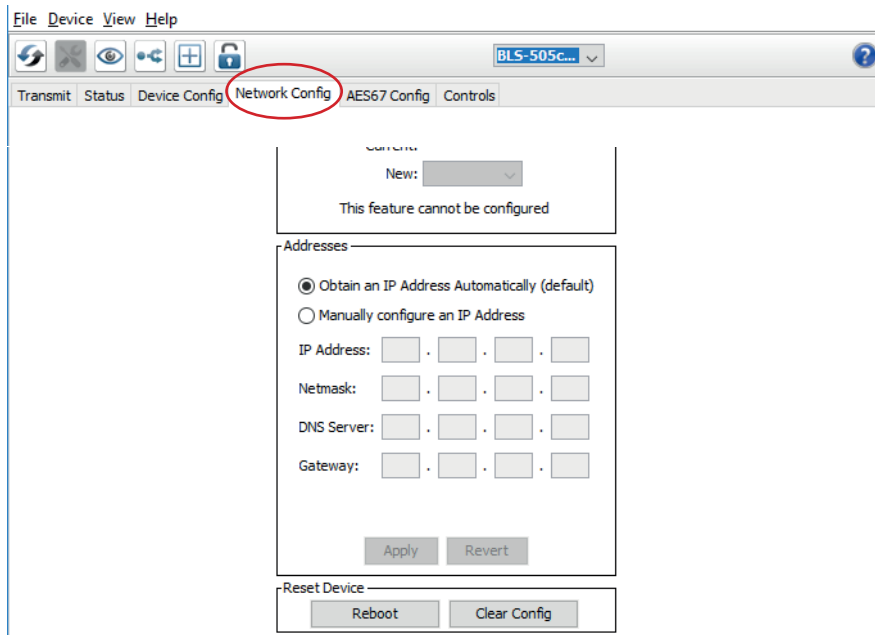 File Device View Help
BLS-505c...
Transmit Status Device Config Network Config AES67 Config Controls
New:
This feature cannot be configured
Addresses
Obtain an IP Address Automatically (default)
Manually configure an IP Address
IP Address: . . .
Netmask: . . .
DNS Server: . . .
Gateway: . . .
Apply Revert
Reset Device
Reboot Clear Config